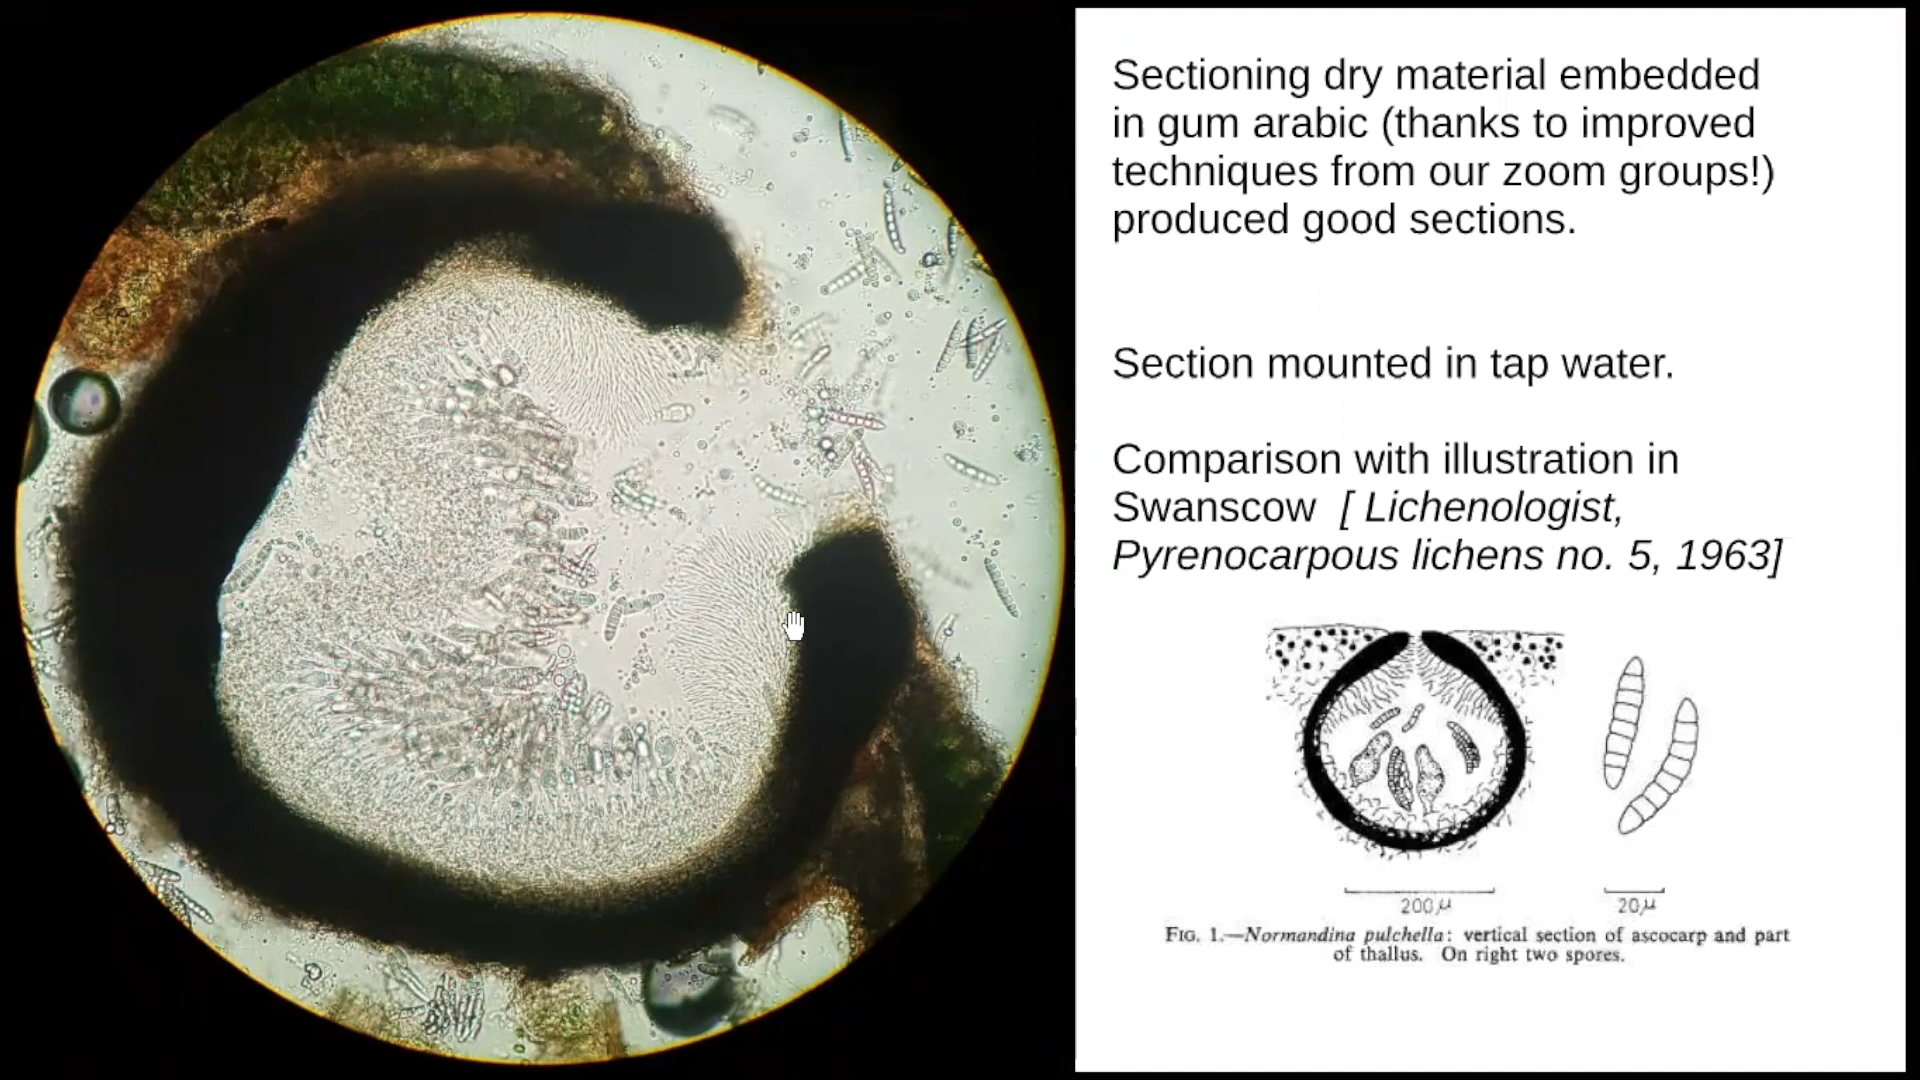 Sectioning dry material embedded
in gum arabic (thanks to improved
techniques from our zoom groups!)
produced good sections.
Section mounted in tap water.
Comparison with illustration in
Swanscow [ Lichenologist,
Pyrenocarpous lichens no. 5, 1963]
200 µ
20µ
FIG. 1.—Normandina pulchella: vertical section of ascocarp and part
of thallus. On right two spores.